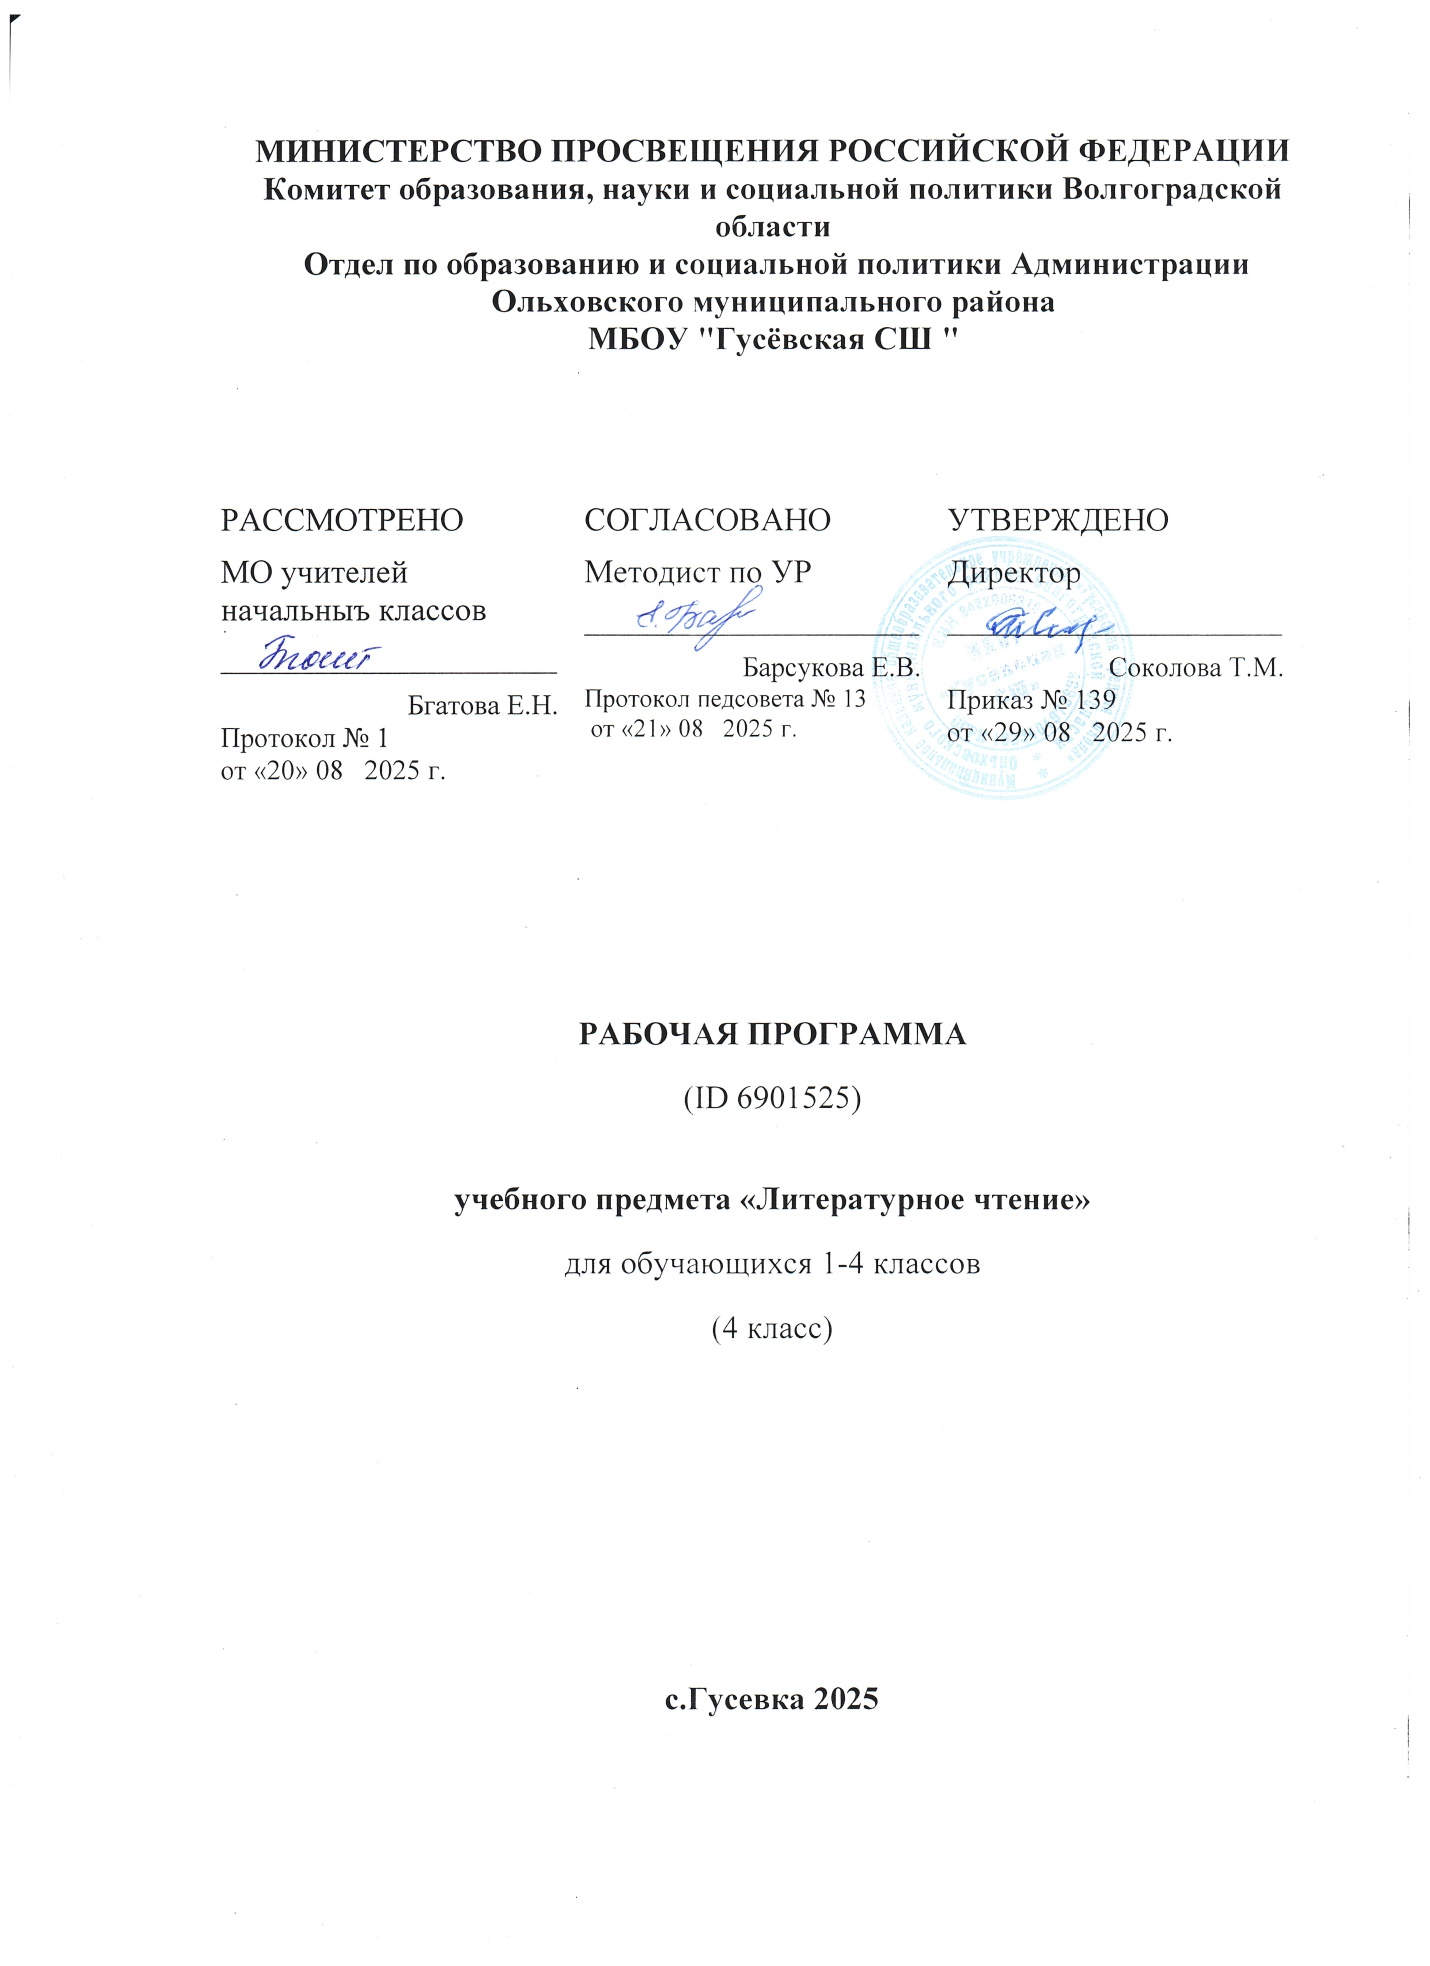 МИНИСТЕРСТВО ПРОСВЕЩЕНИЯ РОССИЙСКОЙ ФЕДЕРАЦИИ
Комитет образования, науки и социальной политики Волгоградской
области
Отдел по образованию и социальной политики Администрации
Ольховского муниципального района
МБОУ "Гусёвская СШ "
РАССМОТРЕНО
МО учителей
начальныъ классов
Бгатова Е.Н.
Протокол № 1
от «20» 08 2025 г.
СОГЛАСОВАНО
Методист по УР
Барсукова Е.В.
Протокол педсовета № 13
от «21» 08 2025 г.
УТВЕРЖДЕНО
Директор
Соколова Т.М.
Приказ № 139
от «29» 08 2025 г.
РАБОЧАЯ ПРОГРАММА
(ID 6901525)
учебного предмета «Литературное чтение»
для обучающихся 1-4 классов
(4 класс)
с.Гусевка 2025